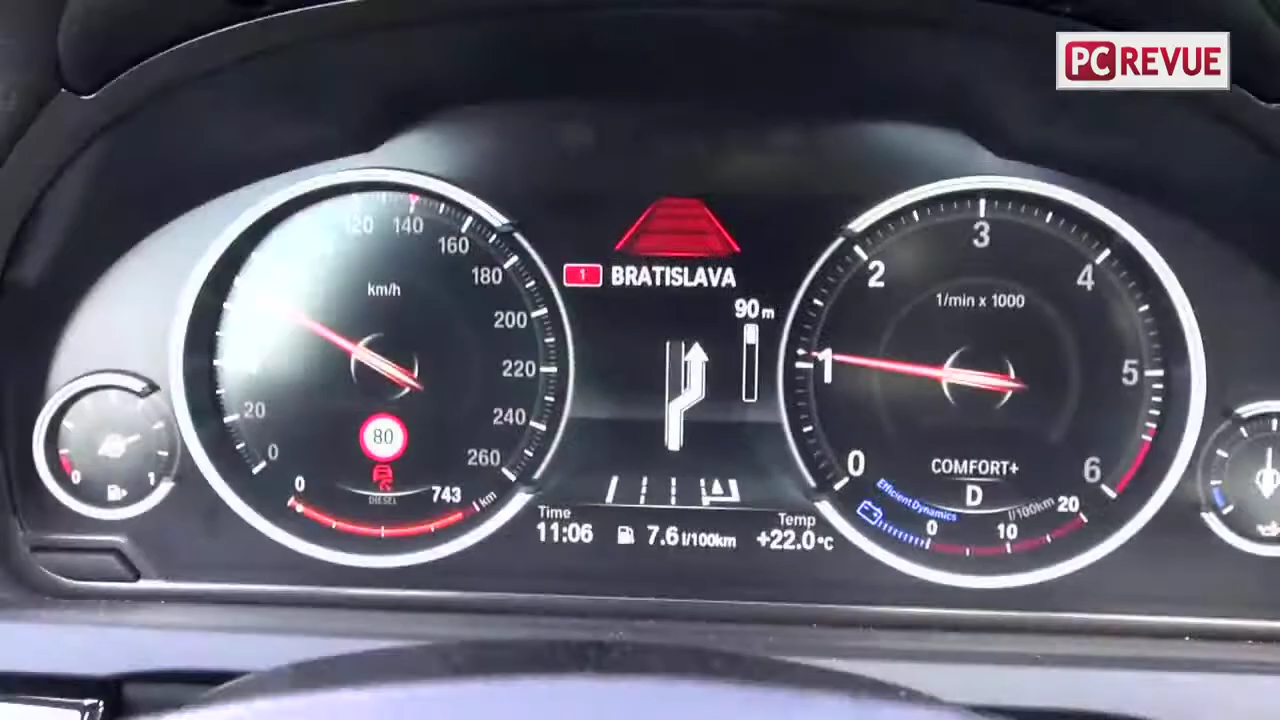 PC REVUE
120 140 160 180 200 220 240 260
km/h
20
0
80
DIESEL
0 743 km
0 1
1 BRATISLAVA
90 m
Time
11:06
7.6 l/100km
Temp
+22.0°C
0 1 2 3 4 5 6
1/min x 1000
COMFORT+
D
EfficientDynamics
0 10 20
l/100km